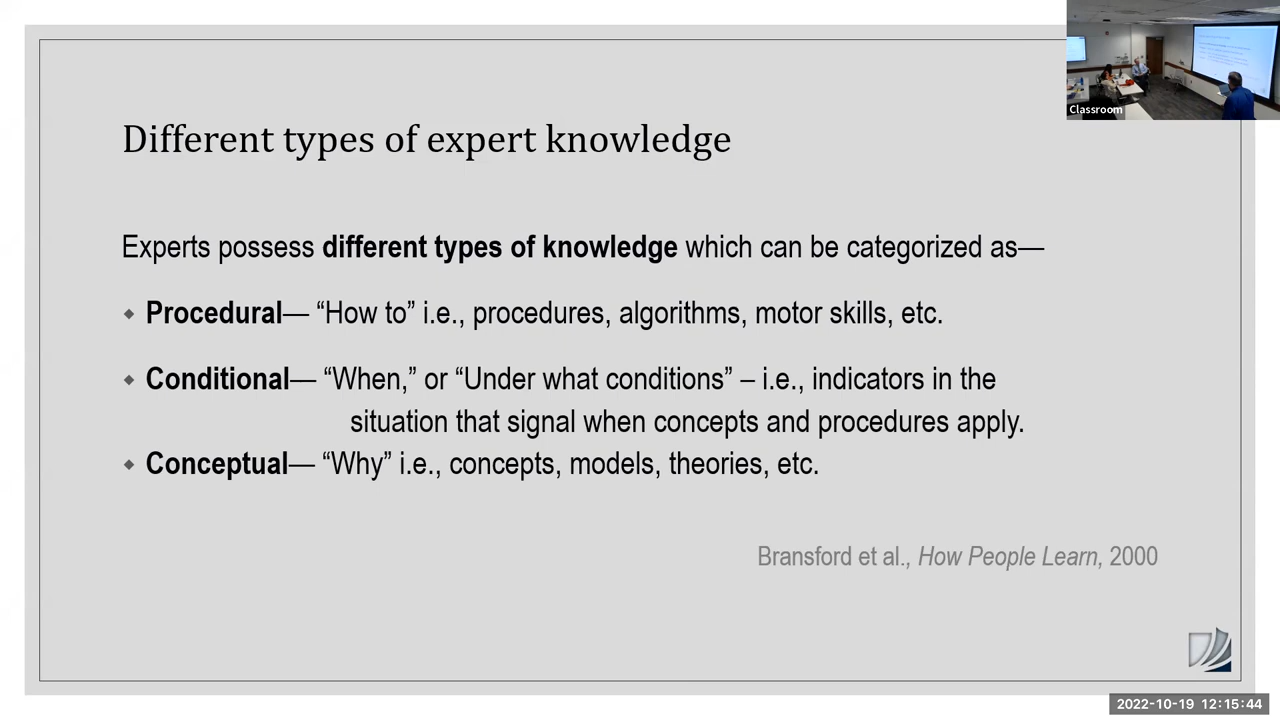 Classroom
Different types of expert knowledge
Experts possess different types of knowledge which can be categorized as—
Procedural— “How to” i.e., procedures, algorithms, motor skills, etc.
Conditional— “When,” or “Under what conditions” – i.e., indicators in the
situation that signal when concepts and procedures apply.
Conceptual— “Why” i.e., concepts, models, theories, etc.
Bransford et al., How People Learn, 2000
2022-10-19 12:15:44